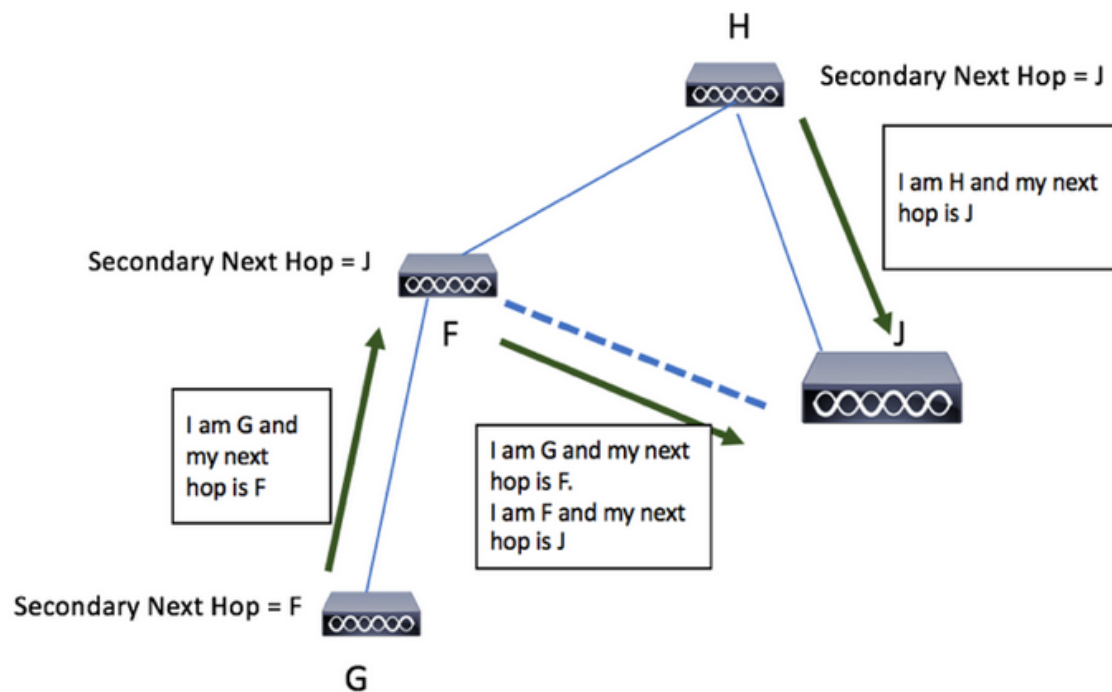 H
Secondary Next Hop = J
I am H and my next
hop is J
Secondary Next Hop = J
F
J
I am G and
my next
hop is F
I am G and my next
hop is F.
I am F and my next
hop is J
Secondary Next Hop = F
G